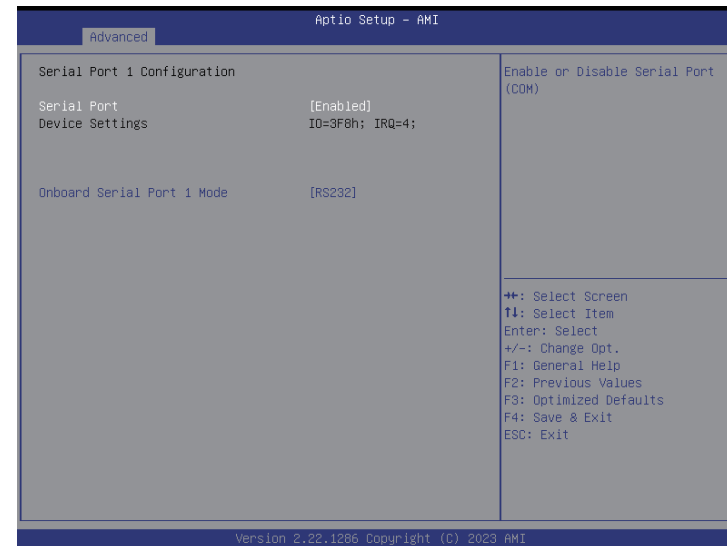 Aptio Setup – AMI
Advanced
Serial Port 1 Configuration
Serial Port [Enabled]
Device Settings IO=3F8h; IRQ=4;
Onboard Serial Port 1 Mode [RS232]
Enable or Disable Serial Port
(COM)
→←: Select Screen
↑↓: Select Item
Enter: Select
+/-: Change Opt.
F1: General Help
F2: Previous Values
F3: Optimized Defaults
F4: Save & Exit
ESC: Exit
Version 2.22.1286 Copyright (C) 2023 AMI